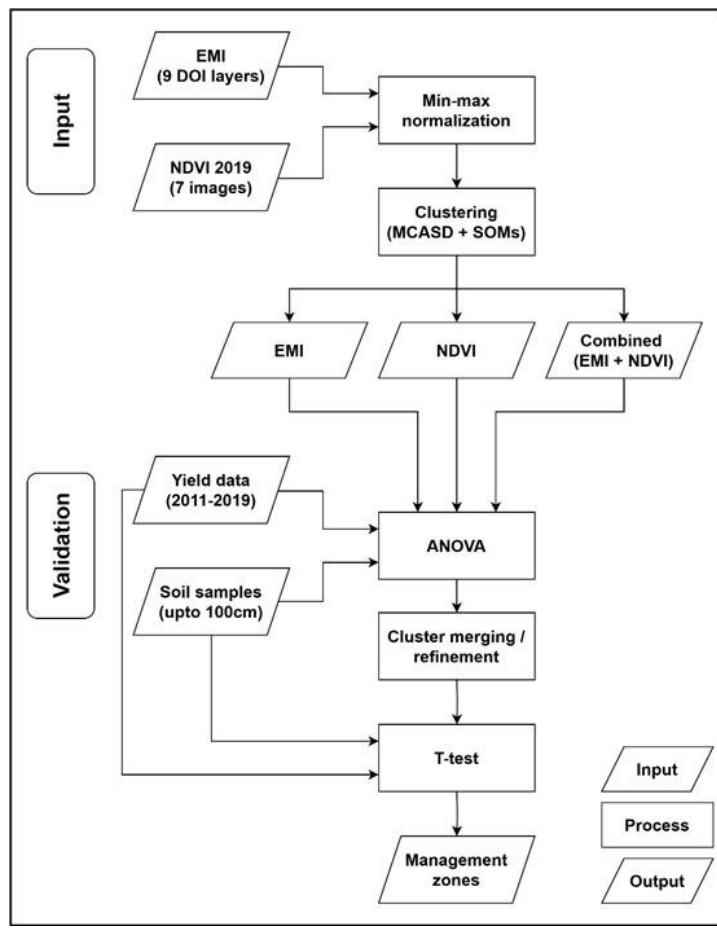 Input
EMI
(9 DOI layers)
NDVI 2019
(7 images)
Min-max
normalization
Clustering
(MCASD + SOMs)
EMI
NDVI
Combined
(EMI + NDVI)
Validation
Yield data
(2011-2019)
Soil samples
(upto 100cm)
ANOVA
Cluster merging /
refinement
T-test
Management
zones
Input
Process
Output